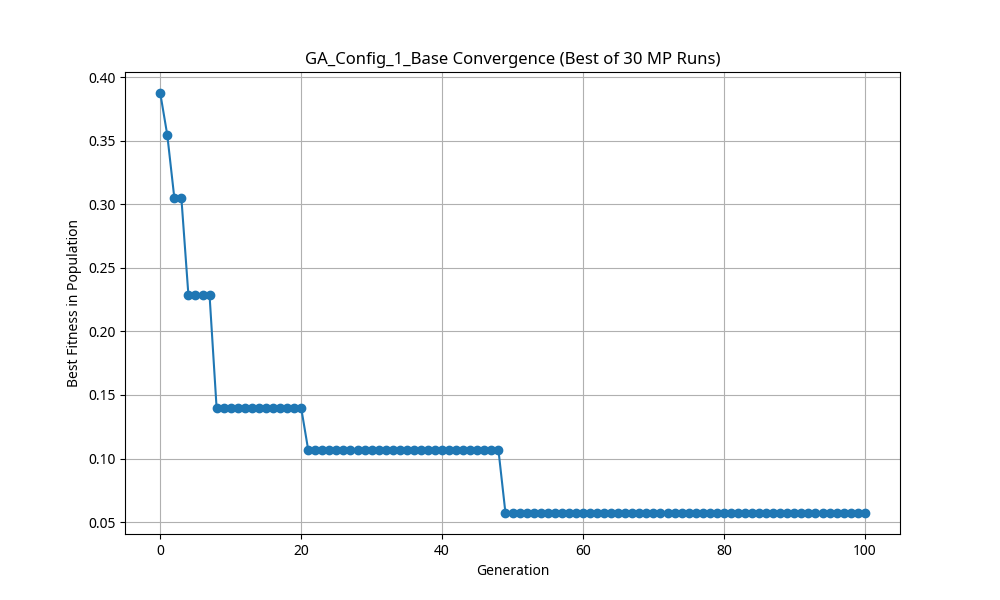 GA_Config_1_Base Convergence (Best of 30 MP Runs)
Best Fitness in Population
0.40
0.35
0.30
0.25
0.20
0.15
0.10
0.05
0 20 40 60 80 100
Generation